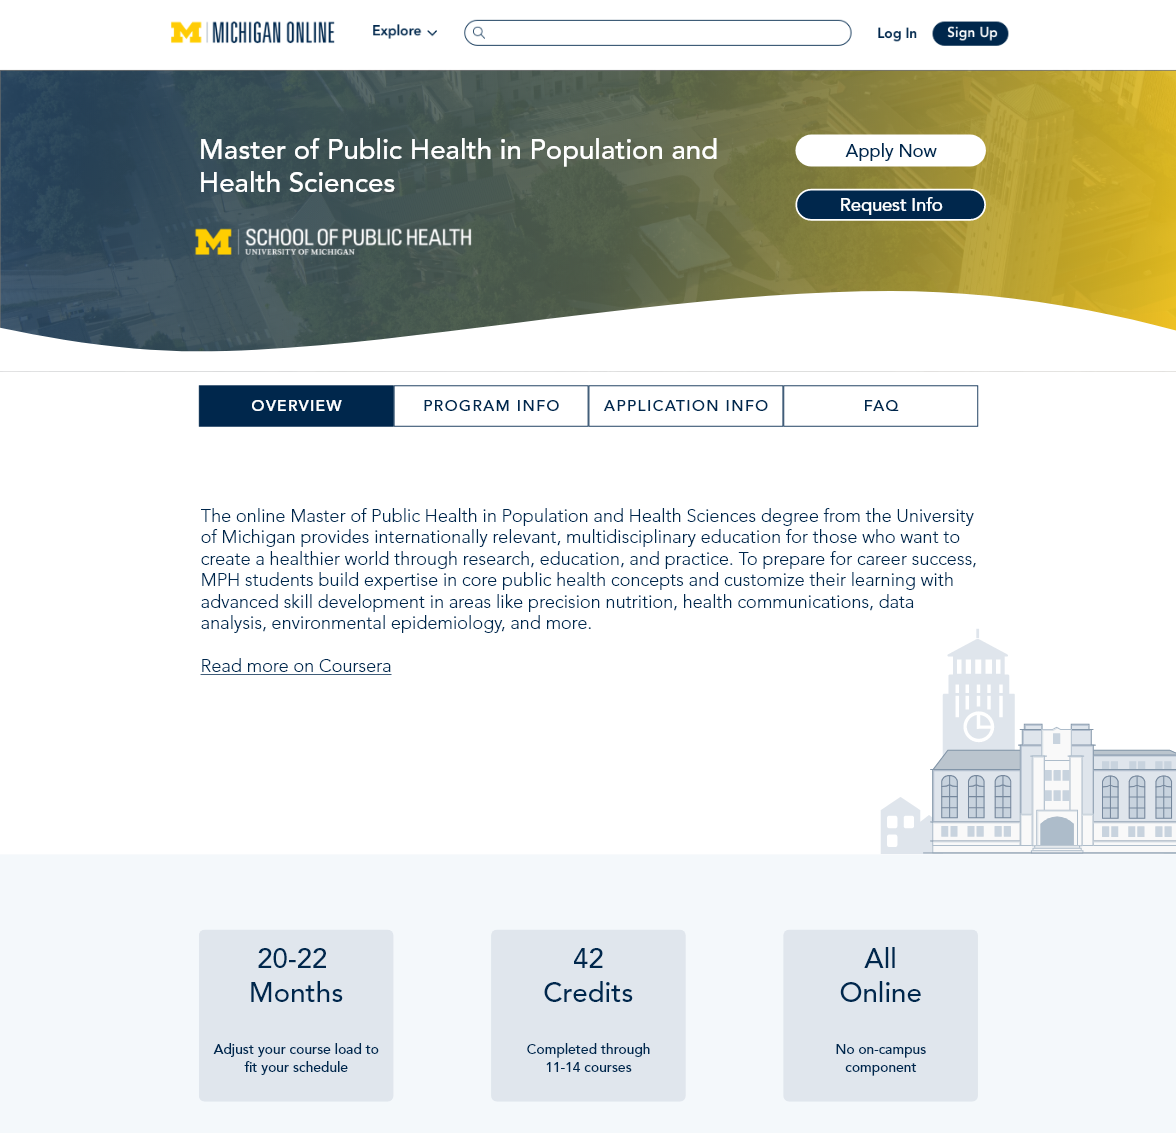 M MICHIGAN ONLINE
Explore
Log In
Sign Up
Master of Public Health in Population and
Health Sciences
Apply Now
Request Info
M SCHOOL OF PUBLIC HEALTH
UNIVERSITY OF MICHIGAN
OVERVIEW
PROGRAM INFO
APPLICATION INFO
FAQ
The online Master of Public Health in Population and Health Sciences degree from the University
of Michigan provides internationally relevant, multidisciplinary education for those who want to
create a healthier world through research, education, and practice. To prepare for career success,
MPH students build expertise in core public health concepts and customize their learning with
advanced skill development in areas like precision nutrition, health communications, data
analysis, environmental epidemiology, and more.
Read more on Coursera
20-22
Months
Adjust your course load to
fit your schedule
42
Credits
Completed through
11-14 courses
All
Online
No on-campus
component